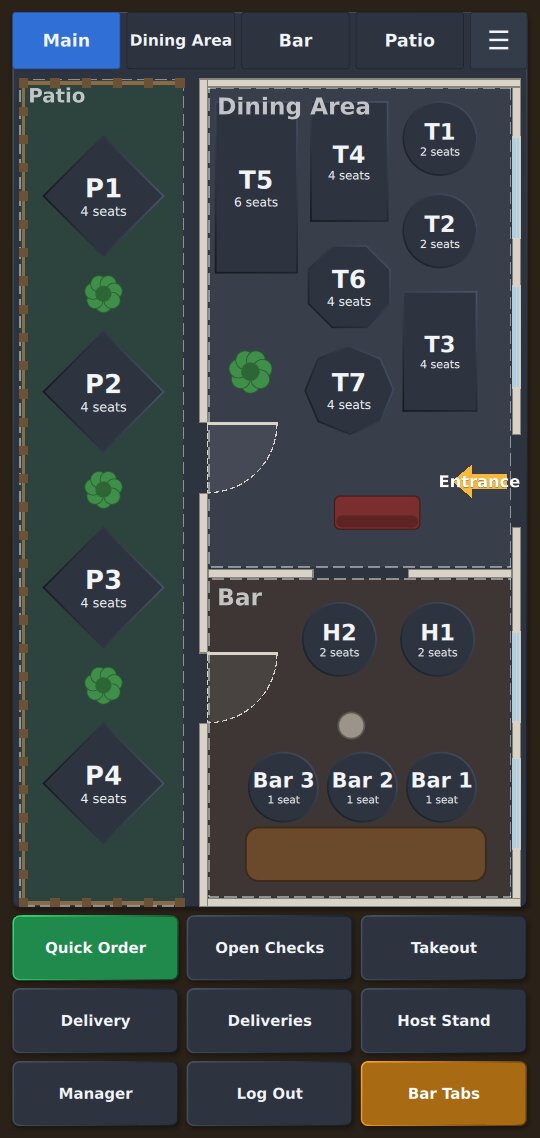 Main
Dining Area
Bar
Patio
☰
Patio
Dining Area
P1
4 seats
P2
4 seats
P3
4 seats
P4
4 seats
T5
6 seats
T4
4 seats
T1
2 seats
T2
2 seats
T6
4 seats
T3
4 seats
T7
4 seats
Entrance
Bar
H2
2 seats
H1
2 seats
Bar 3
1 seat
Bar 2
1 seat
Bar 1
1 seat
Quick Order
Open Checks
Takeout
Delivery
Deliveries
Host Stand
Manager
Log Out
Bar Tabs